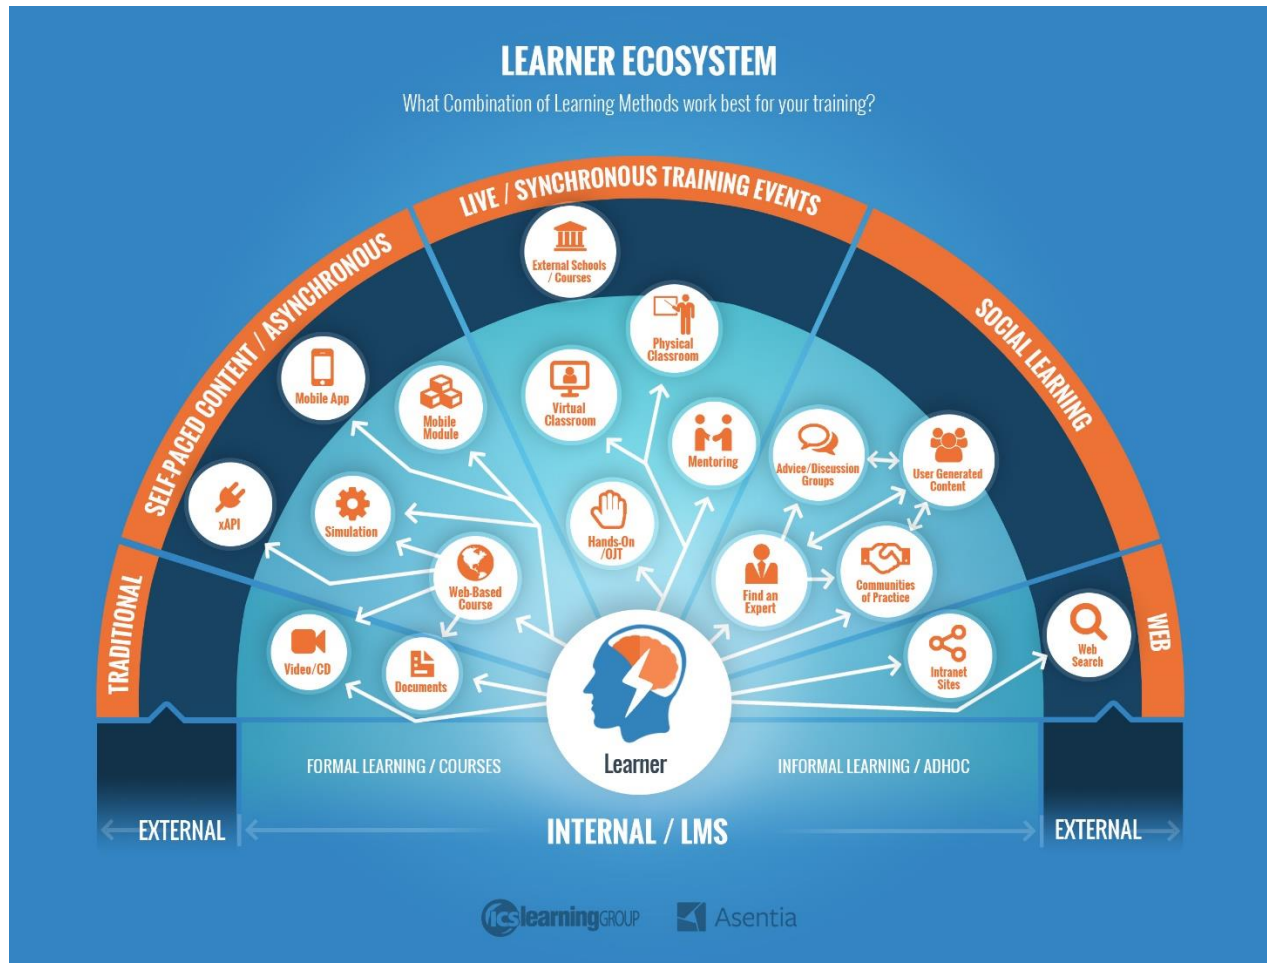 LEARNER ECOSYSTEM
What Combination of Learning Methods work best for your training?
TRADITIONAL
SELF-PACED CONTENT / ASYNCHRONOUS
LIVE / SYNCHRONOUS TRAINING EVENTS
SOCIAL LEARNING
WEB
External Schools
/ Courses
Physical
Classroom
Mobile App
Mobile
Module
Virtual
Classroom
Mentoring
Advice/Discussion
Groups
User Generated
Content
xAPI
Simulation
Hands-On
/OJT
Web-Based
Course
Find an
Expert
Communities
of Practice
Video/CD
Documents
Intranet
Sites
Web
Search
Learner
FORMAL LEARNING / COURSES
INFORMAL LEARNING / ADHOC
EXTERNAL
INTERNAL / LMS
EXTERNAL
icslearningGROUP
Asentia